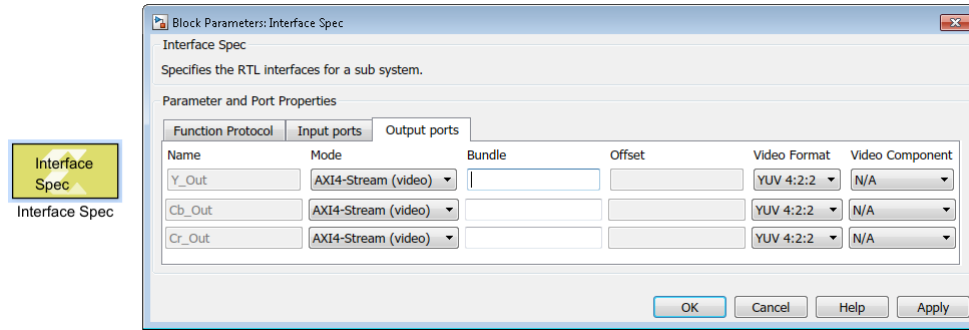 Block Parameters: Interface Spec
Interface Spec
Specifies the RTL interfaces for a sub system.
Parameter and Port Properties
Function Protocol Input ports Output ports
Name Mode Bundle Offset Video Format Video Component
Y_Out AXI4-Stream (video) YUV 4:2:2 N/A
Cb_Out AXI4-Stream (video) YUV 4:2:2 N/A
Cr_Out AXI4-Stream (video) YUV 4:2:2 N/A
OK Cancel Help Apply
Interface
Spec
Interface Spec